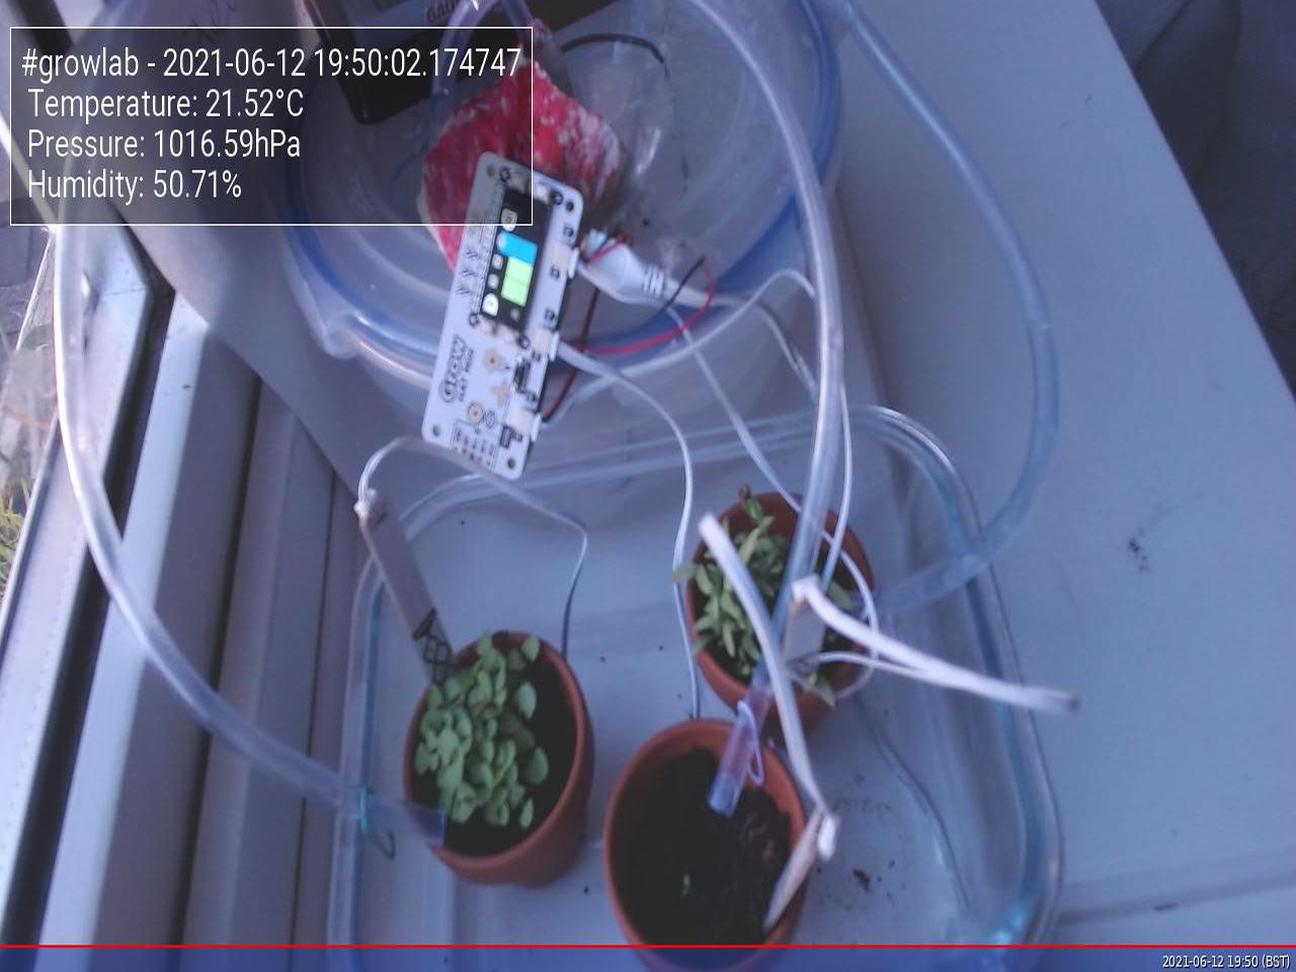 #growlab - 2021-06-12 19:50:02.174747
Temperature: 21.52°C
Pressure: 1016.59hPa
Humidity: 50.71%
GROW
2021-06-12 19:50 (BST)